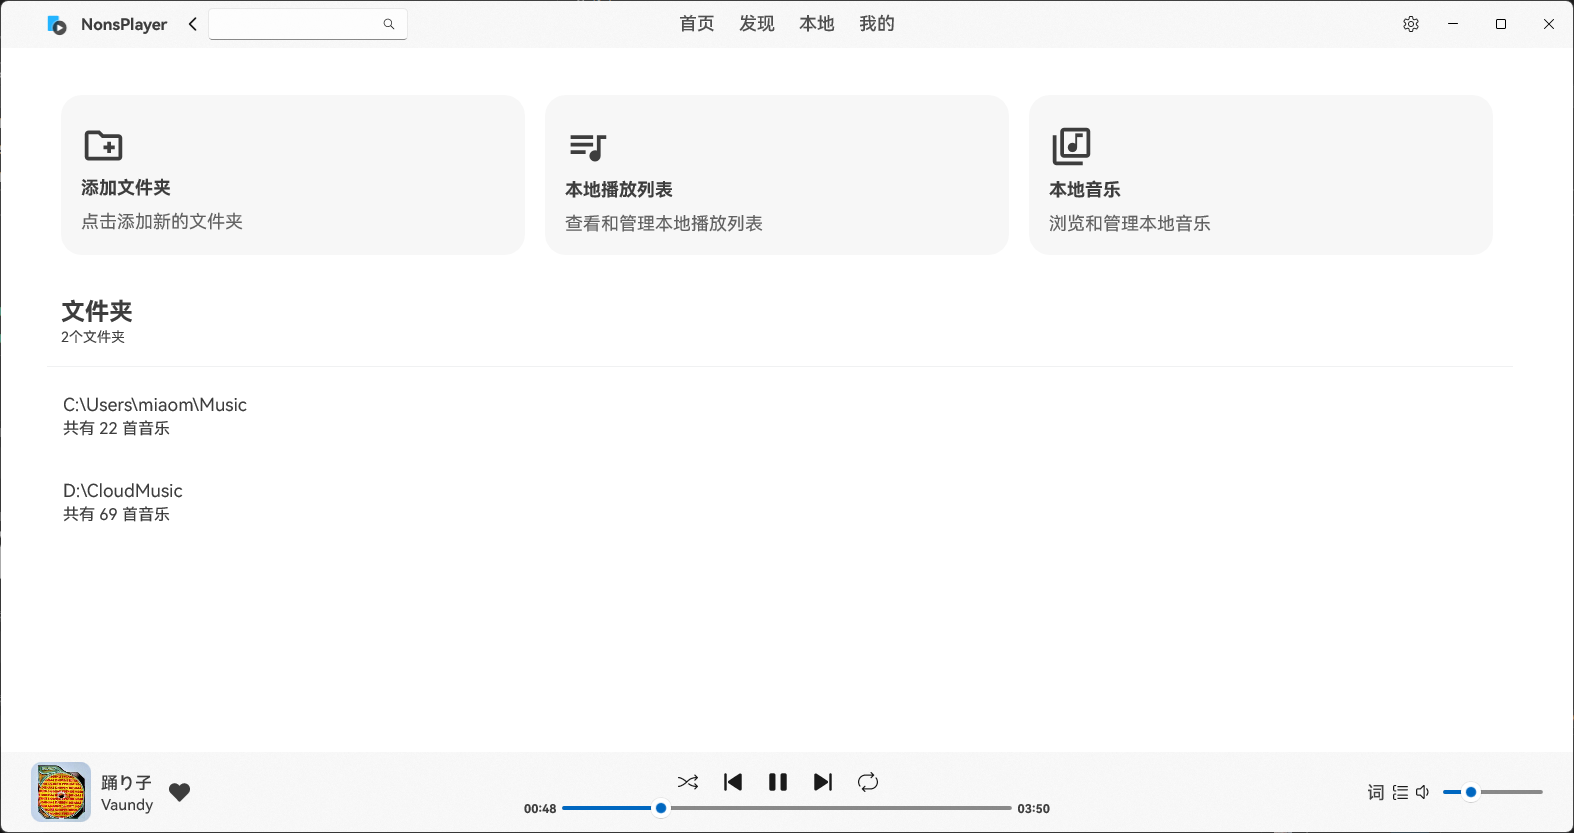 NonsPlayer
首页 发现 本地 我的
添加文件夹
点击添加新的文件夹
本地播放列表
查看和管理本地播放列表
本地音乐
浏览和管理本地音乐
文件夹
2个文件夹
C:\Users\miaom\Music
共有 22 首音乐
D:\CloudMusic
共有 69 首音乐
踊り子
Vaundy
00:48
03:50
词